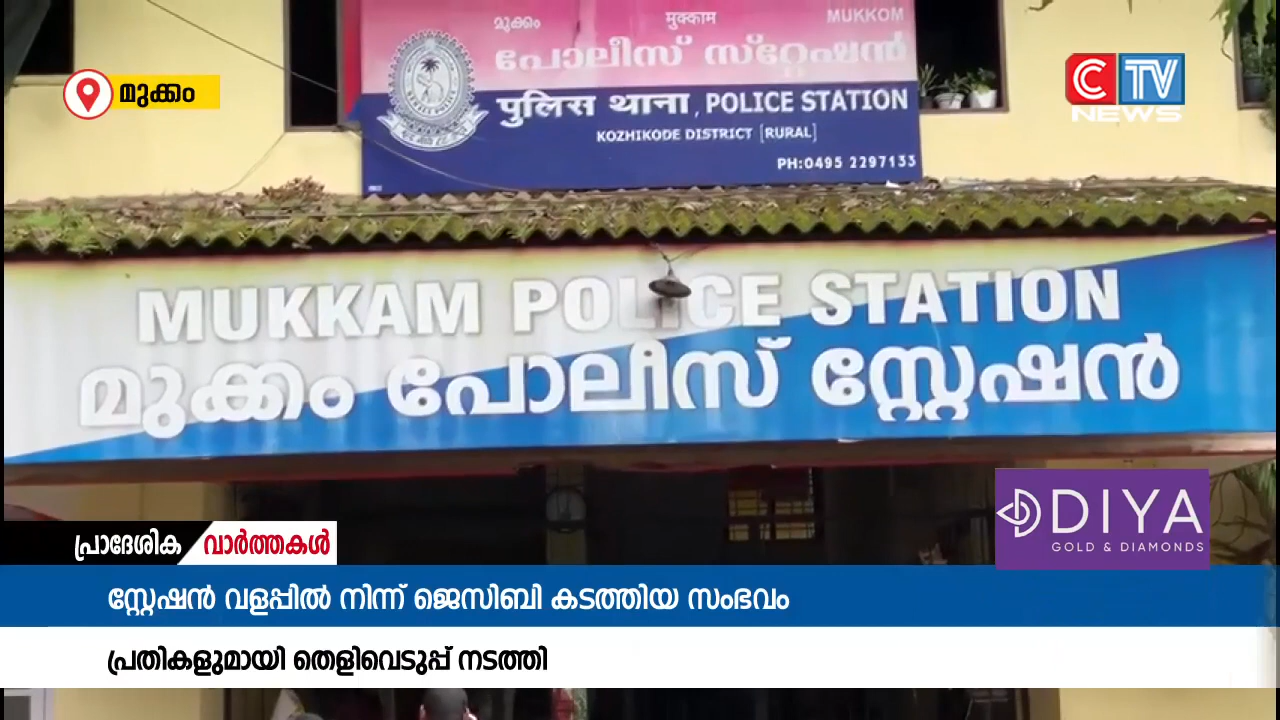 മുക്കം मुक्काम MUKKOM
പോലീസ് സ്റ്റേഷൻ
पुलिस थाना, POLICE STATION
KOZHIKODE DISTRICT [RURAL]
PH:0495 2297133
മുക്കം
CTV
NEWS
MUKKAM POLICE STATION
മുക്കം പോലീസ് സ്റ്റേഷൻ
DIYA
GOLD & DIAMONDS
പ്രാദേശിക വാർത്തകൾ
സ്റ്റേഷൻ വളപ്പിൽ നിന്ന് ജെസിബി കടത്തിയ സംഭവം
പ്രതികളുമായി തെളിവെടുപ്പ് നടത്തി